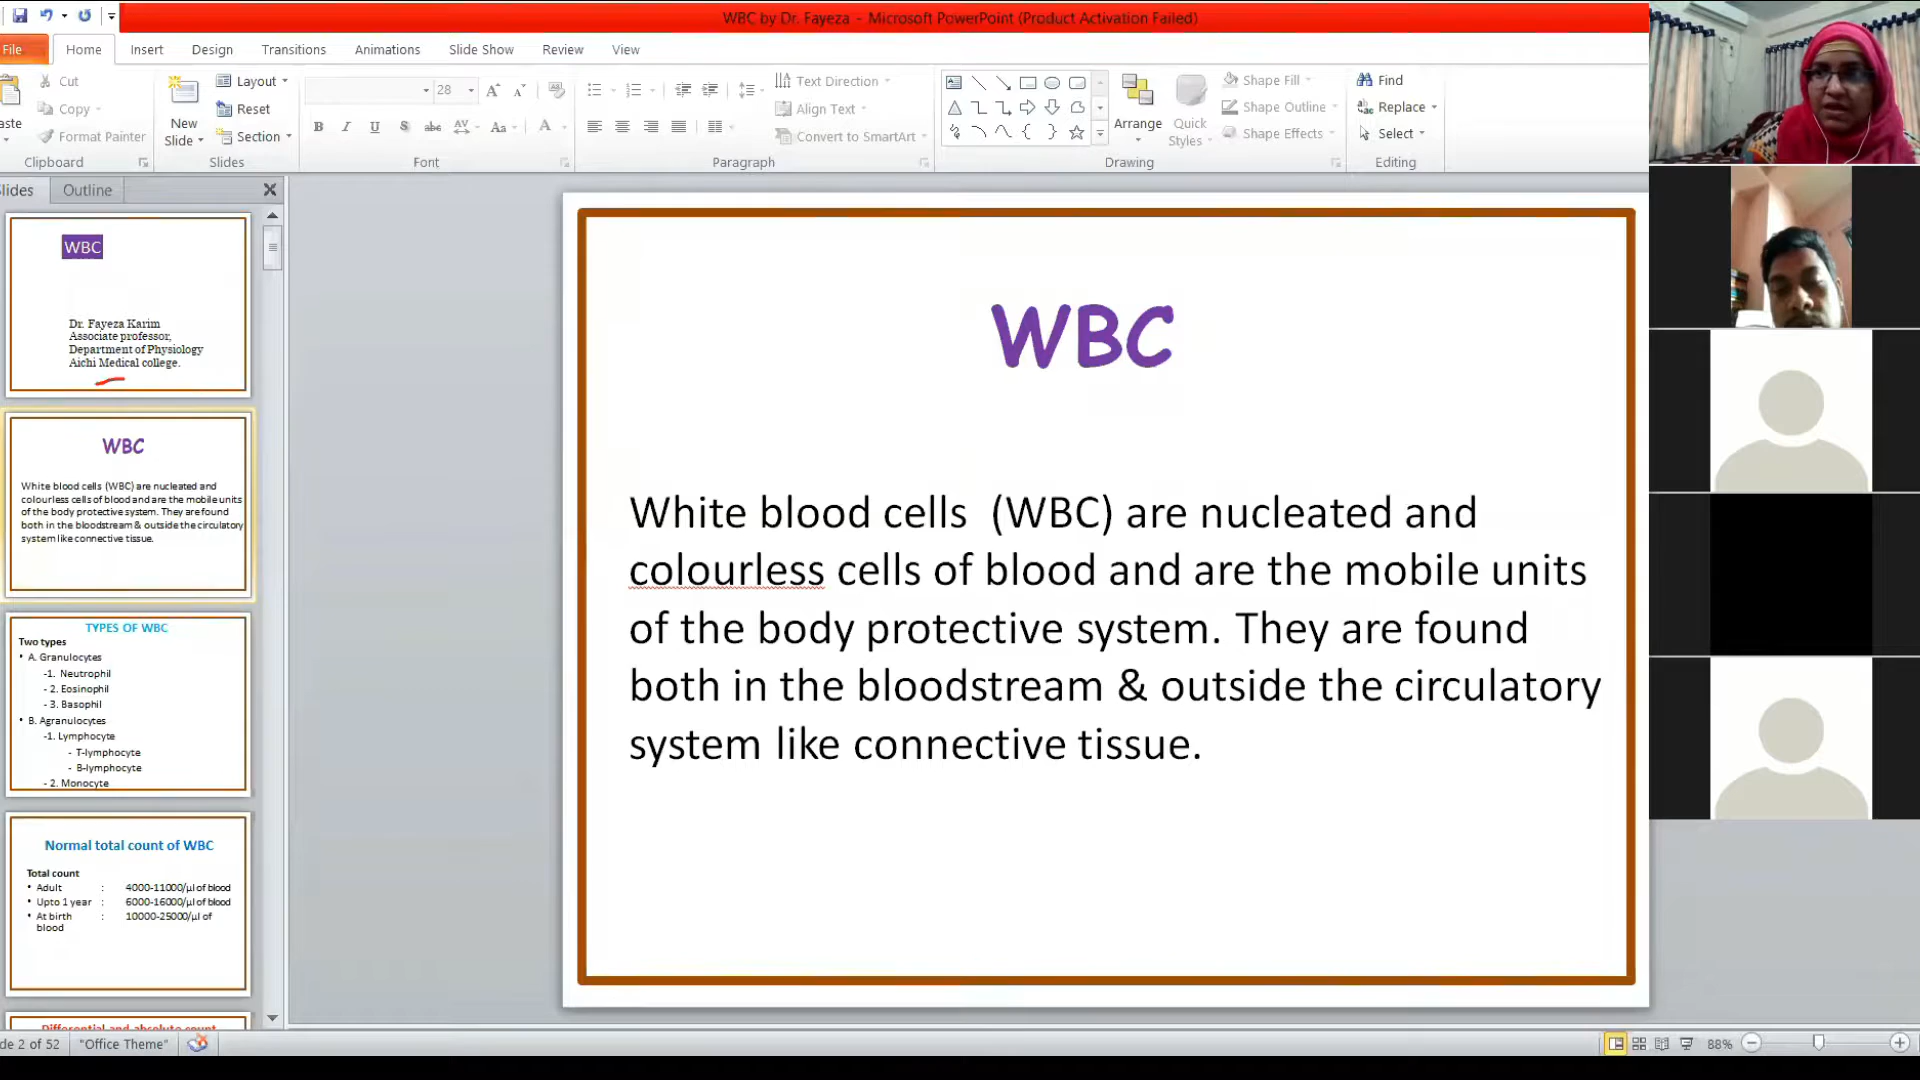 WBC by Dr. Fayeza - Microsoft PowerPoint (Product Activation Failed)
File Home Insert Design Transitions Animations Slide Show Review View
Cut
Copy
Format Painter
Clipboard
New Slide
Layout
Reset
Section
Slides
28
Font
Text Direction
Align Text
Convert to SmartArt
Paragraph
Arrange
Quick Styles
Shape Fill
Shape Outline
Shape Effects
Drawing
Find
Replace
Select
Editing
Slides Outline
WBC
Dr. Fayeza Karim
Associate professor,
Department of Physiology
Aichi Medical college.
WBC
White blood cells (WBC) are nucleated and
colourless cells of blood and are the mobile units
of the body protective system. They are found
both in the bloodstream & outside the circulatory
system like connective tissue.
TYPES OF WBC
Two types
• A. Granulocytes
-1. Neutrophil
- 2. Eosinophil
- 3. Basophil
• B. Agranulocytes
-1. Lymphocyte
- T-lymphocyte
- B-lymphocyte
- 2. Monocyte
Normal total count of WBC
Total count
• Adult : 4000-11000/µl of blood
• Upto 1 year : 6000-16000/µl of blood
• At birth : 10000-25000/µl of
blood
Differential and absolute count
WBC
White blood cells (WBC) are nucleated and
colourless cells of blood and are the mobile units
of the body protective system. They are found
both in the bloodstream & outside the circulatory
system like connective tissue.
de 2 of 52 "Office Theme" 88%